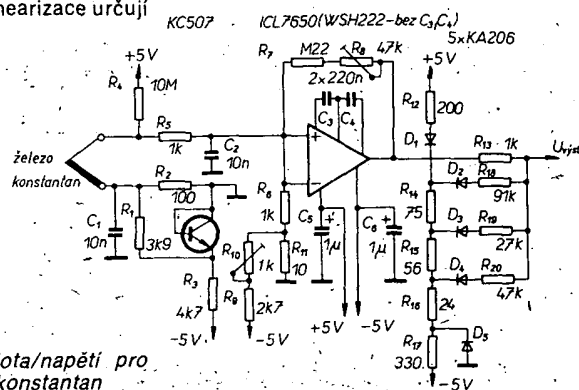 nearizace určují
KC507
ICL7650(WSH222-bez C3,C4)
5xKA206
+5V
R4
10M
R7
M22
R8
47k
2x220n
C3
C4
+5V
R12
200
D1
R13 1k
Uvýst
R5
1k
C2
10n
železo
konstantan
R2
100
C1
10n
R1
3k9
R3
4k7
-5V
R6
1k
R10
1k
R11
10
R9
2k7
-5V
C5
1µ
C6
1µ
+5V
-5V
D2
R18
91k
R14
75
D3
R19
27k
R15
56
D4
R20
47k
R16
24
R17
330
D5
-5V
lota/napětí pro
konstantan